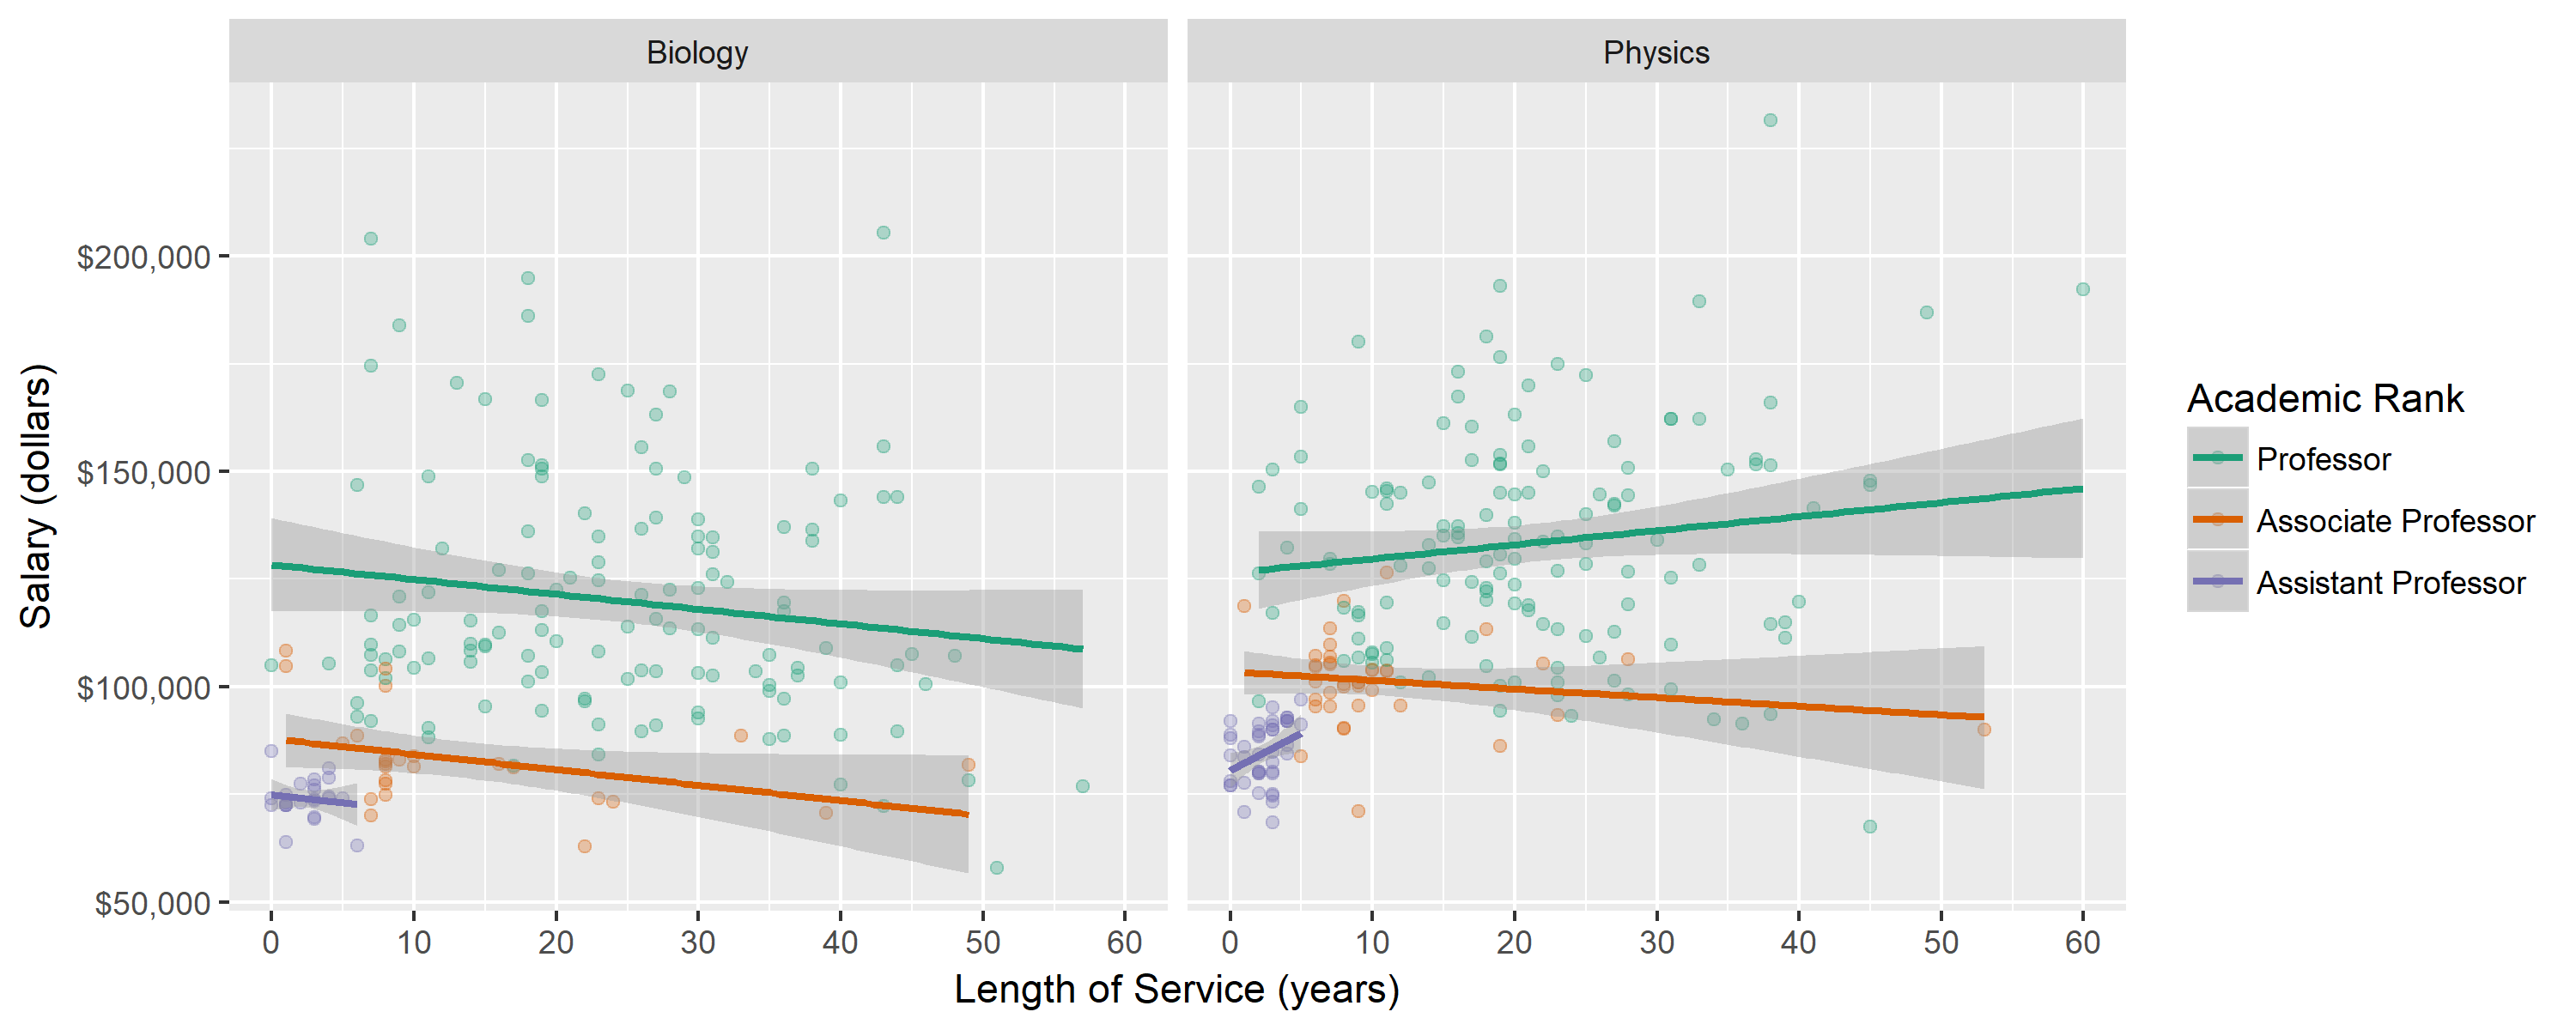 Biology
Physics
Salary (dollars)
$200,000
$150,000
$100,000
$50,000
0 10 20 30 40 50 60
0 10 20 30 40 50 60
Length of Service (years)
Academic Rank
Professor
Associate Professor
Assistant Professor